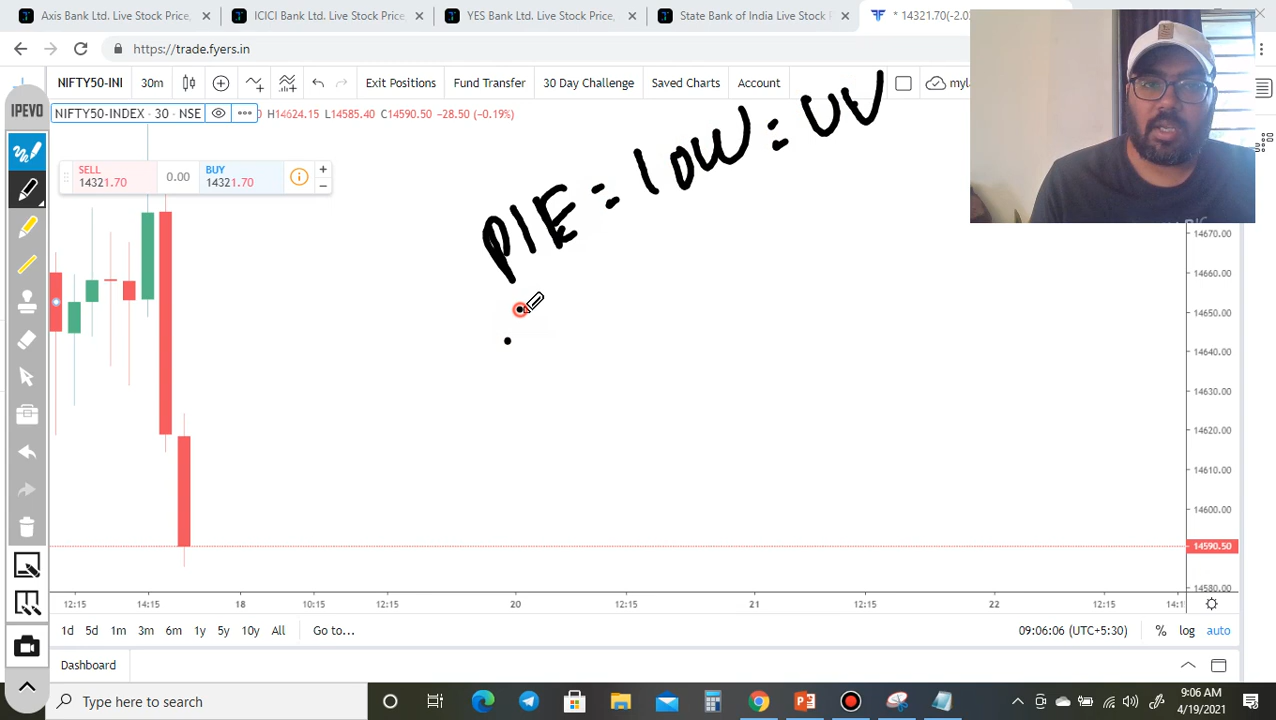 Axis Bank Ltd. Live Stock Price
ICICI Bank Ltd. Live Stock Price
YES Bank Ltd. Live Stock Price,
State Bank of India Live Stock P
* 14321.70(-2.0
https://trade.fyers.in
NIFTY50-INI
30m
Exit Positions
Fund Transfer
Day Challenge
Saved Charts
Account
IPEVO
NIFTY50-INDEX · 30 NSE
H14624.15 L14585.40 C14590.50 −28.50 (−0.19%)
SELL
14321.70
0.00
BUY
14321.70
PIE = LOW = UV
14670.00
14660.00
14650.00
14640.00
14630.00
14620.00
14610.00
14600.00
14590.50
14580.00
12:15 14:15 18 10:15 12:15 20 12:15 21 12:15 22 12:15
1d 5d 1m 3m 6m 1y 5y 10y All Go to...
09:06:06 (UTC+5:30) % log auto
Dashboard
Type here to search
9:06 AM
4/19/2021